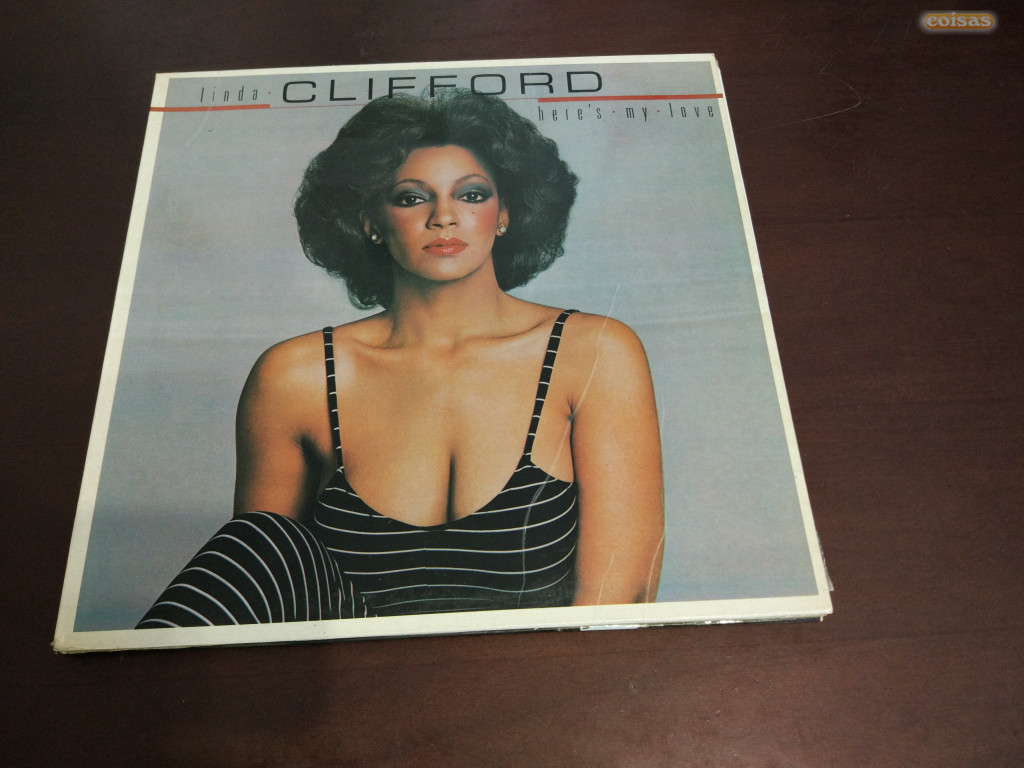 coisas
linda · CLIFFORD
here's · my · love